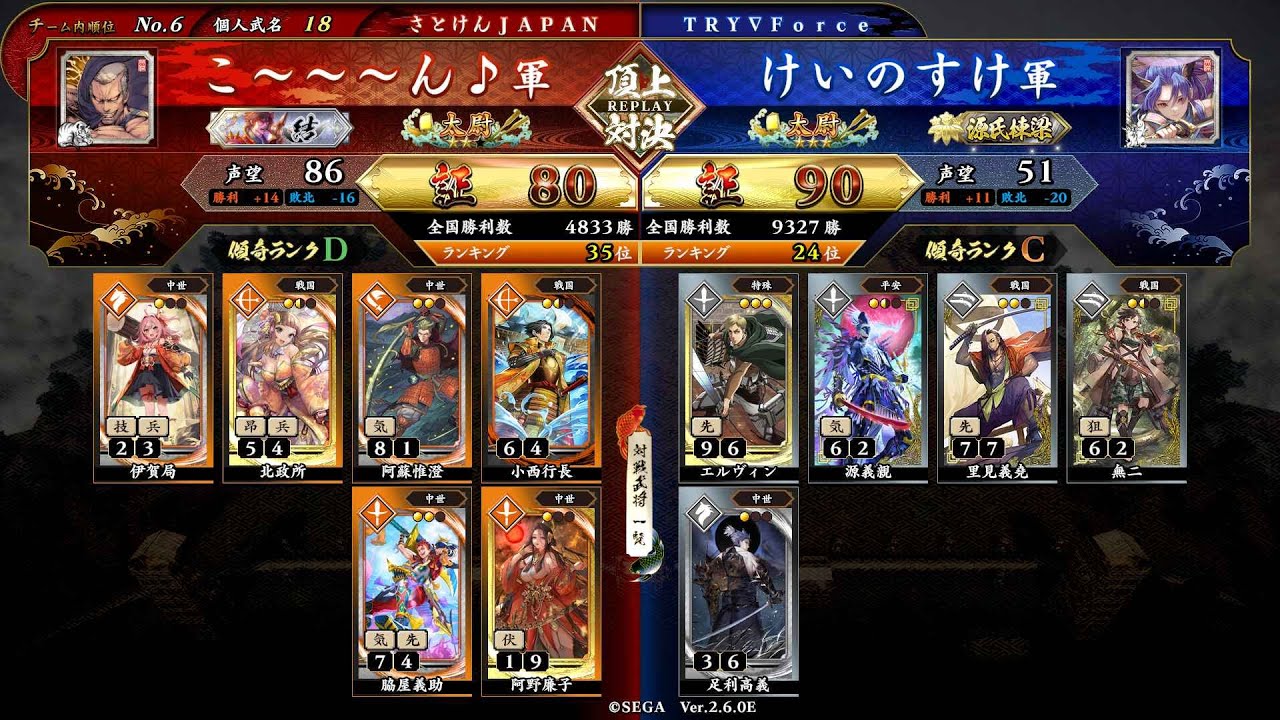 チーム内順位 No.6 個人武名 18 さとけんJAPAN
TRY∇Force
こ～～～ん♪軍
頂上
REPLAY
対決
けいのすけ軍
結
太尉
太尉
源氏棟梁
声望 86
勝利 +14 敗北 -16
証 80
証 90
声望 51
勝利 +11 敗北 -20
全国勝利数 4833勝
全国勝利数 9327勝
傾奇ランクD
ランキング 35位
ランキング 24位
傾奇ランクC
中世
技 兵
2 3
伊賀局
戦国
昴 兵
5 4
北政所
中世
気
8 1
阿蘇惟澄
戦国
6 4
小西行長
特殊
先
9 6
エルヴィン
平安
気
6 2
源義親
戦国
先
7 7
里見義堯
戦国
狙
6 2
無二
対戦武将一覧
中世
気 先
7 4
脇屋義助
中世
伏
1 9
阿野廉子
中世
3 6
足利高義
©SEGA Ver.2.6.0E